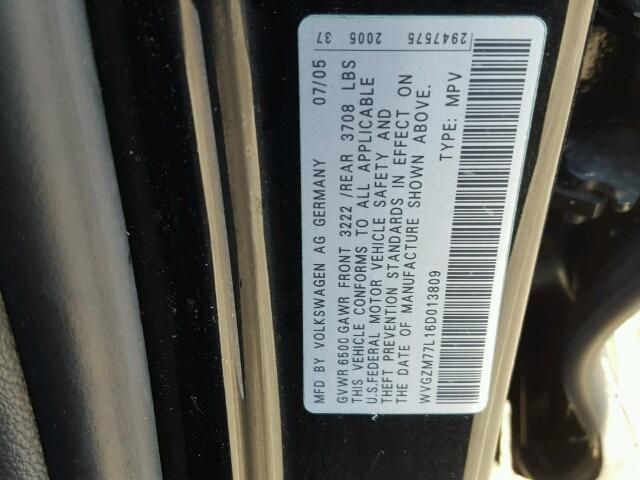 37 2005 2947575
MFD BY VOLKSWAGEN AG GERMANY 07/05
GVWR 6500 GAWR FRONT 3222 /REAR 3708 LBS
THIS VEHICLE CONFORMS TO ALL APPLICABLE
U.S.FEDERAL MOTOR VEHICLE SAFETY AND
THEFT PREVENTION STANDARDS IN EFFECT ON
THE DATE OF MANUFACTURE SHOWN ABOVE.
WVGZM77L16D013809 TYPE: MPV